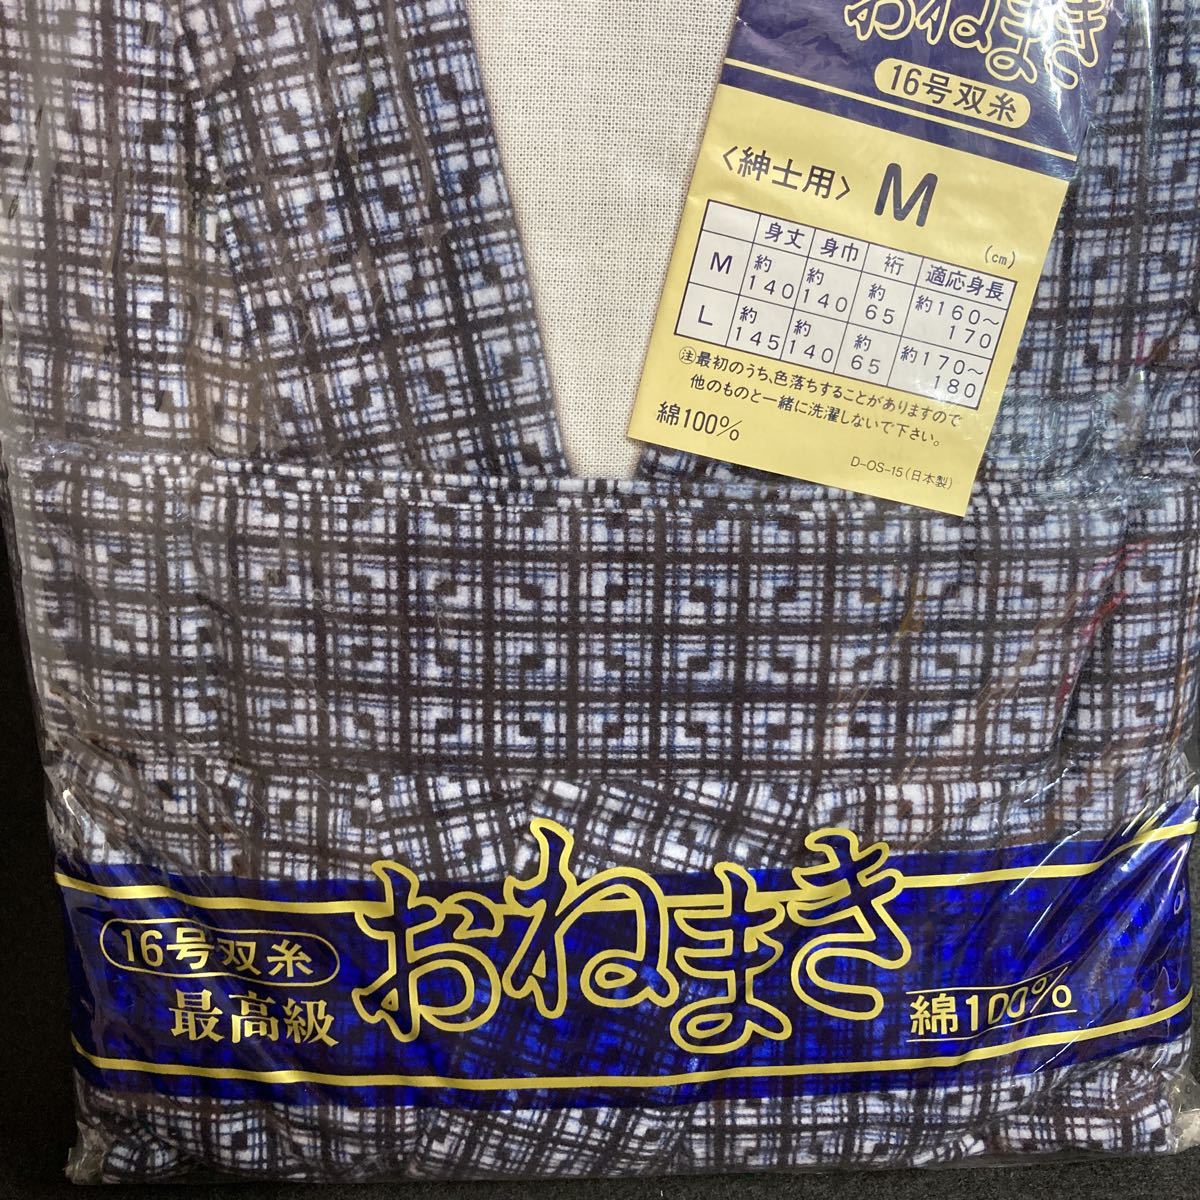 おねまき
16号双糸
〈紳士用〉 M
(cm)
身丈 身巾 裄 適応身長
M 約140 約140 約65 約160〜170
L 約145 約140 約65 約170〜180
注 最初のうち、色落ちすることがありますので
他のものと一緒に洗濯しないで下さい。
綿100%
D-OS-15(日本製)
16号双糸
最高級
おねまき
綿100%